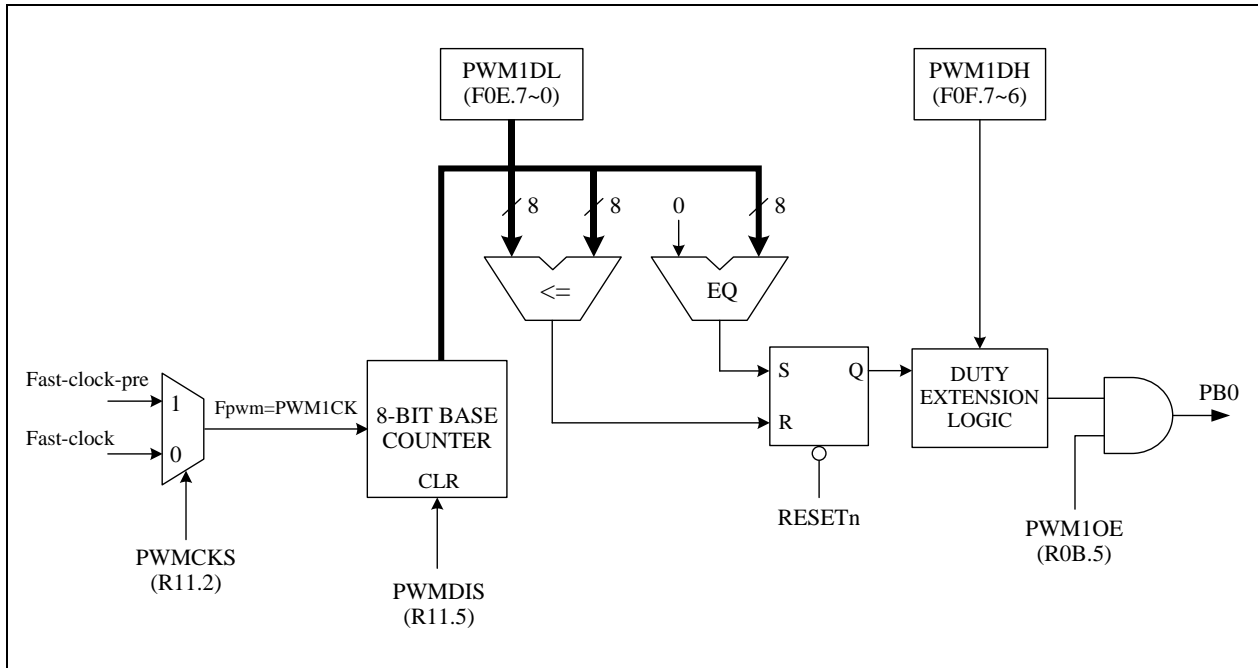 PWM1DL
(F0E.7~0)
PWM1DH
(F0F.7~6)
8
8
0
8
<=
EQ
Fast-clock-pre
1
Fpwm=PWM1CK
Fast-clock
0
8-BIT BASE
COUNTER
CLR
S
Q
R
DUTY
EXTENSION
LOGIC
PB0
RESETn
PWMCKS
(R11.2)
PWMDIS
(R11.5)
PWM1OE
(R0B.5)